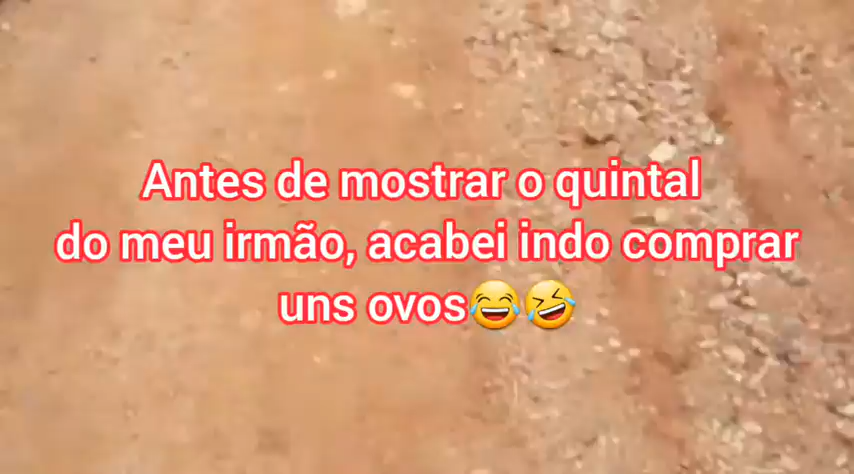 Antes de mostrar o quintal
do meu irmão, acabei indo comprar
uns ovos😂🤣